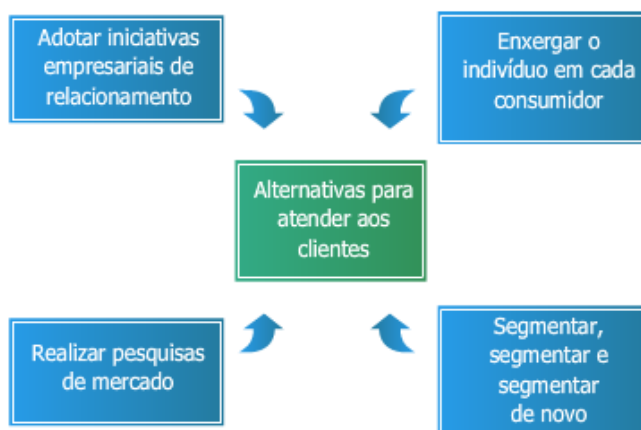 Adotar iniciativas
empresariais de
relacionamento
Enxergar o
indivíduo em cada
consumidor
Alternativas para
atender aos
clientes
Realizar pesquisas
de mercado
Segmentar,
segmentar e
segmentar
de novo